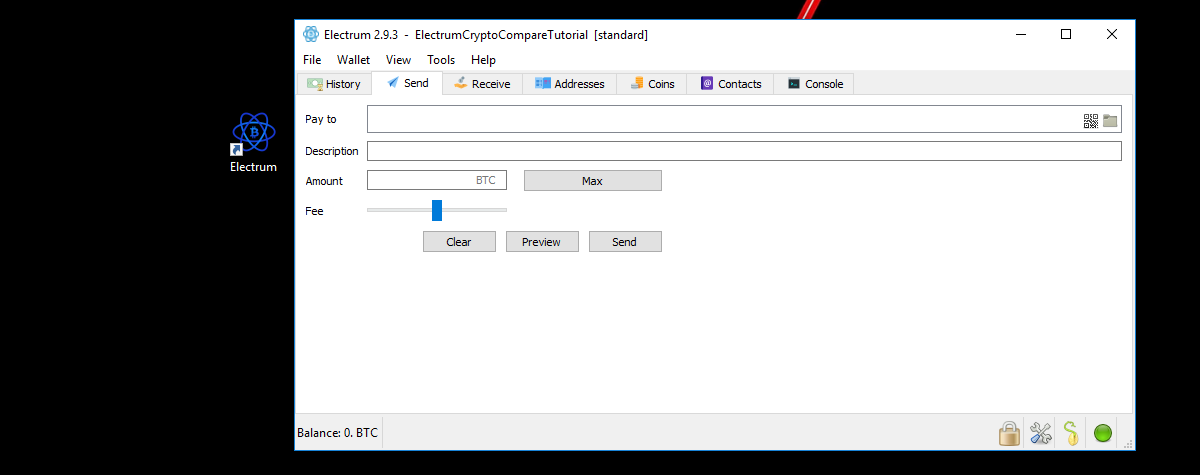 Electrum 2.9.3 - ElectrumCryptoCompareTutorial [standard]
File Wallet View Tools Help
History Send Receive Addresses Coins Contacts Console
Pay to
Electrum
Description
Amount BTC Max
Fee
Clear Preview Send
Balance: 0. BTC